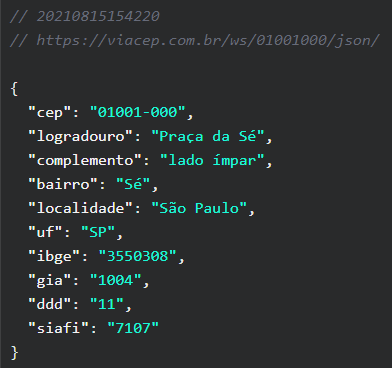 // 20210815154220
// https://viacep.com.br/ws/01001000/json/
{
"cep": "01001-000",
"logradouro": "Praça da Sé",
"complemento": "lado ímpar",
"bairro": "Sé",
"localidade": "São Paulo",
"uf": "SP",
"ibge": "3550308",
"gia": "1004",
"ddd": "11",
"siafi": "7107"
}